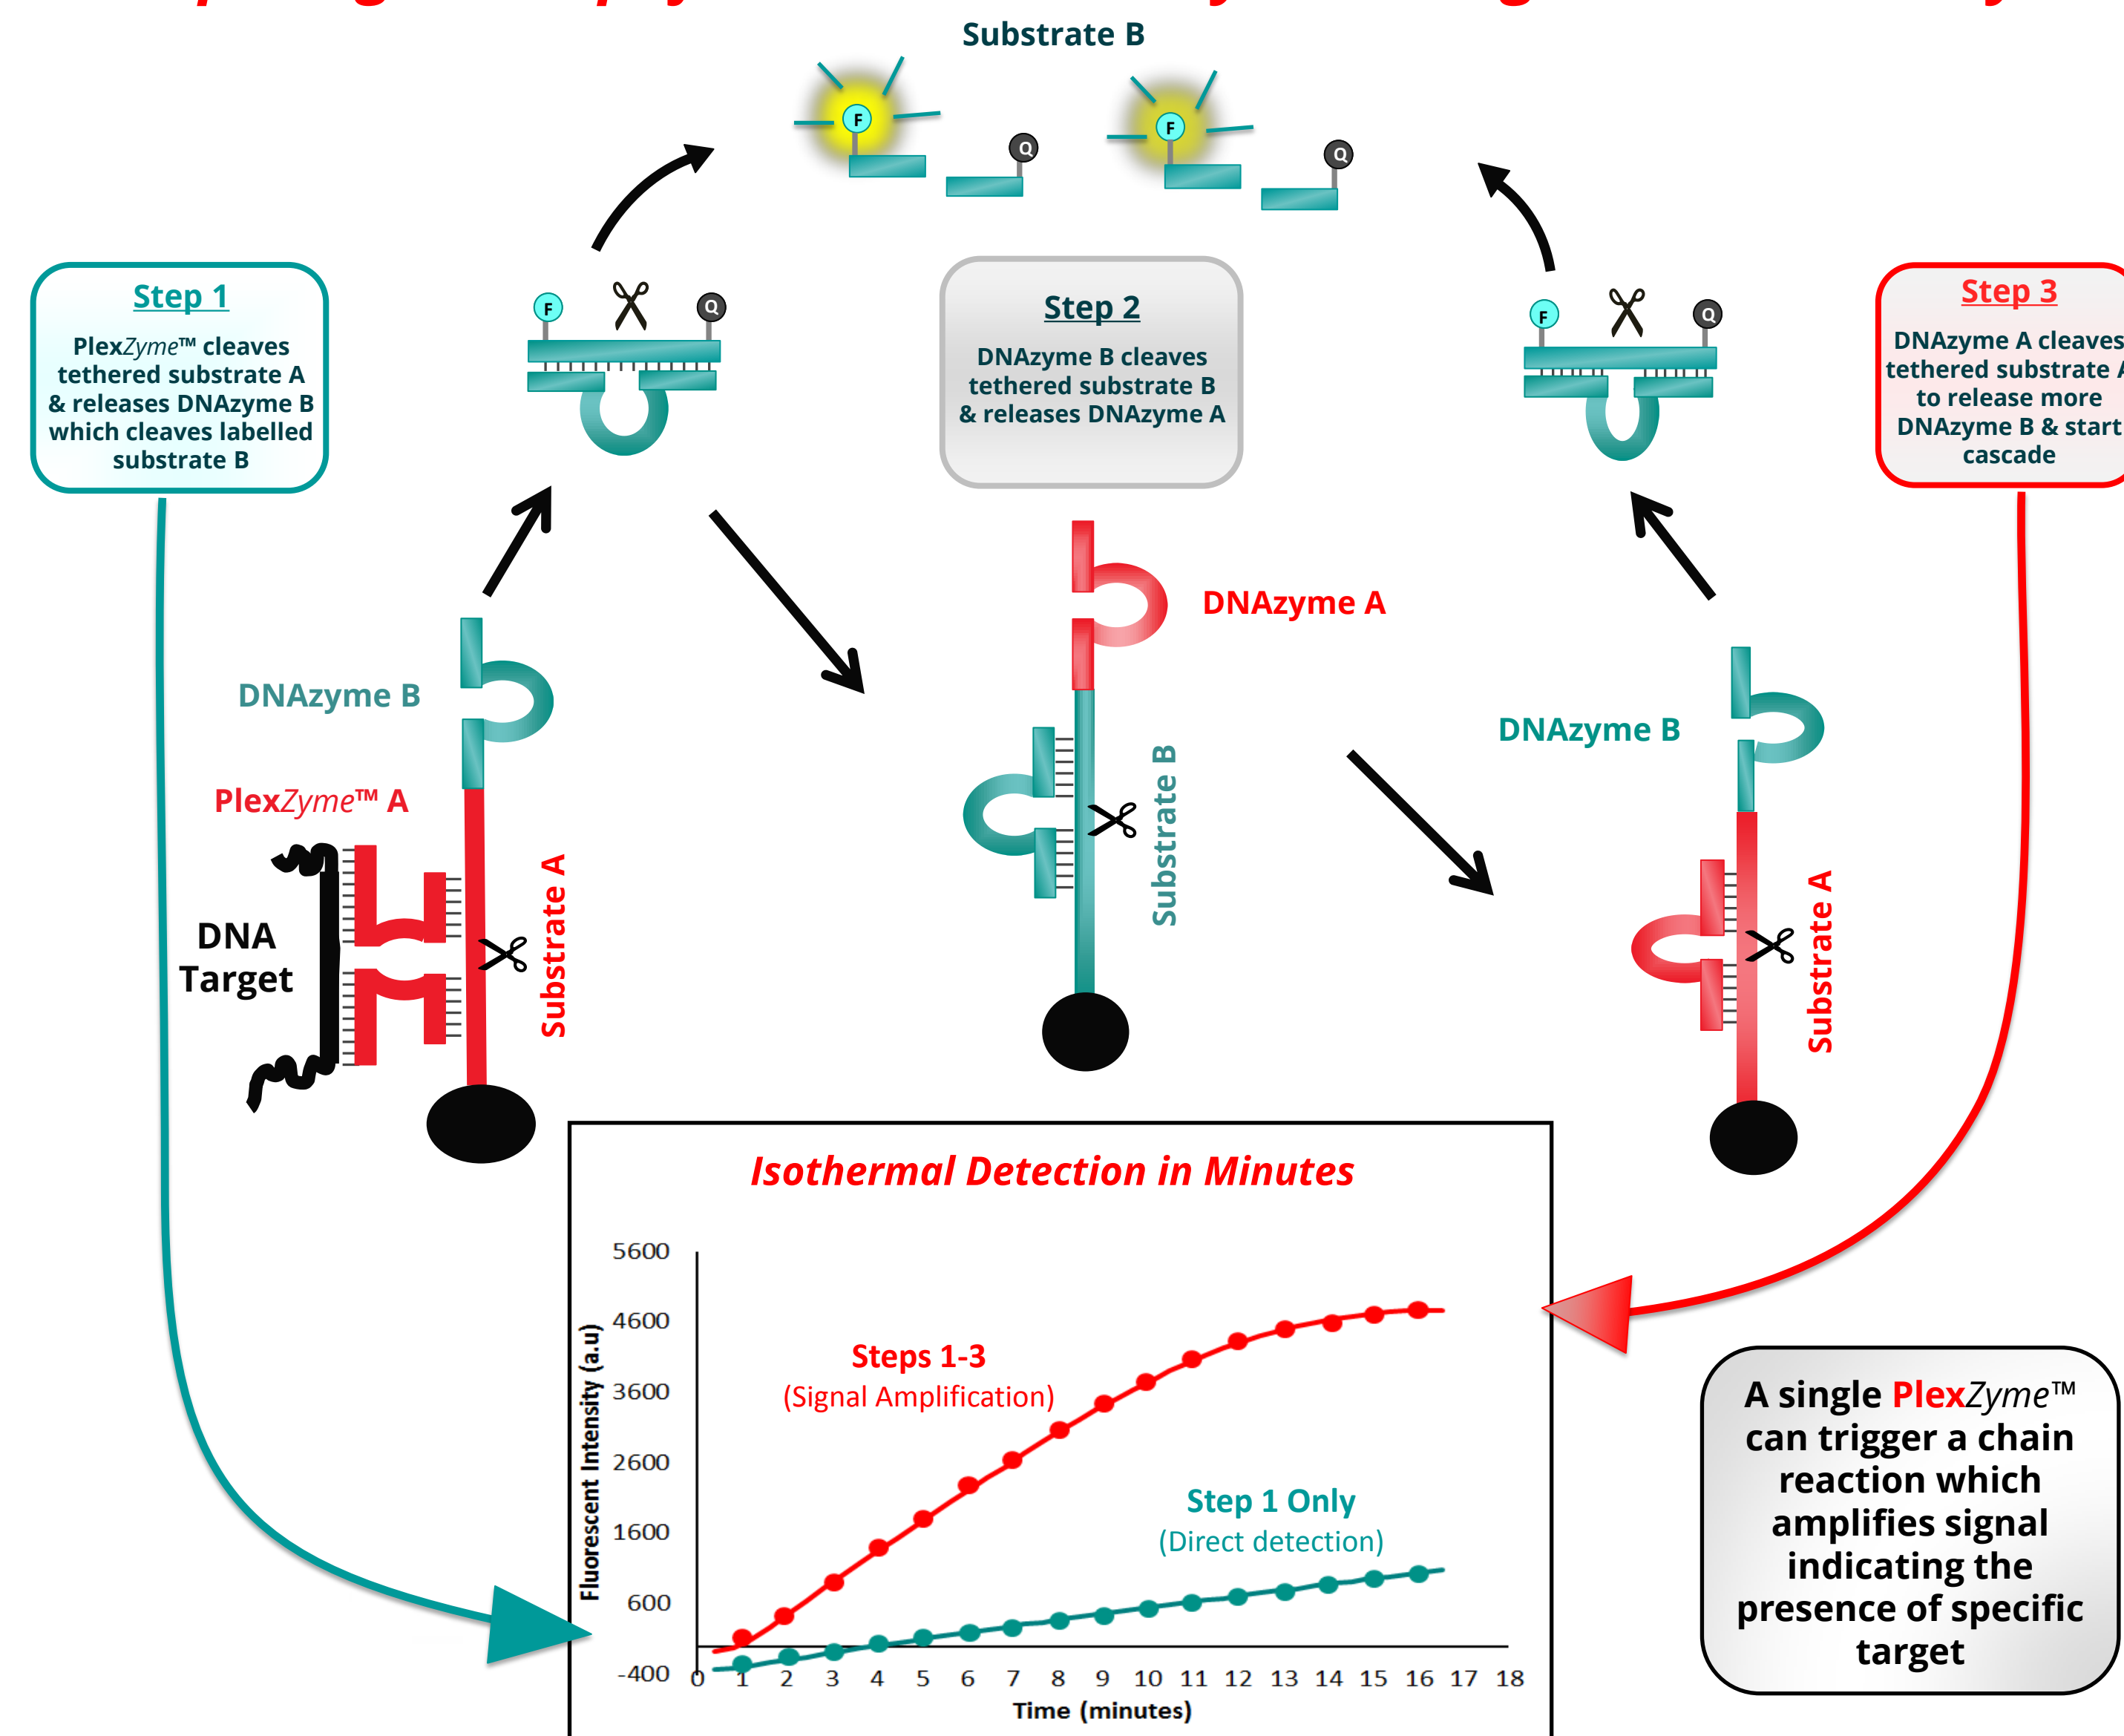 Substrate B
F
Q
F
Q
Step 1
PlexZyme™ cleaves
tethered substrate A
& releases DNAzyme B
which cleaves labelled
substrate B
F
Q
Step 2
DNAzyme B cleaves
tethered substrate B
& releases DNAzyme A
F
Q
Step 3
DNAzyme A cleaves
tethered substrate A
to release more
DNAzyme B & start
cascade
DNAzyme A
DNAzyme B
DNAzyme B
PlexZyme™ A
Substrate B
Substrate A
Substrate A
DNA
Target
Isothermal Detection in Minutes
5600
4600
3600
2600
1600
600
-400
Fluorescent Intensity (a.u)
Steps 1-3
(Signal Amplification)
Step 1 Only
(Direct detection)
0 1 2 3 4 5 6 7 8 9 10 11 12 13 14 15 16 17 18
Time (minutes)
A single PlexZyme™
can trigger a chain
reaction which
amplifies signal
indicating the
presence of specific
target